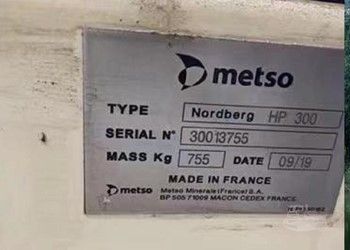 metso
TYPE Nordberg HP 300
SERIAL N° 30013755
MASS Kg 755 DATE 09/19
MADE IN FRANCE
metso Metso Minerals (France) S.A.
BP 505 71009 MACON CEDEX FRANCE